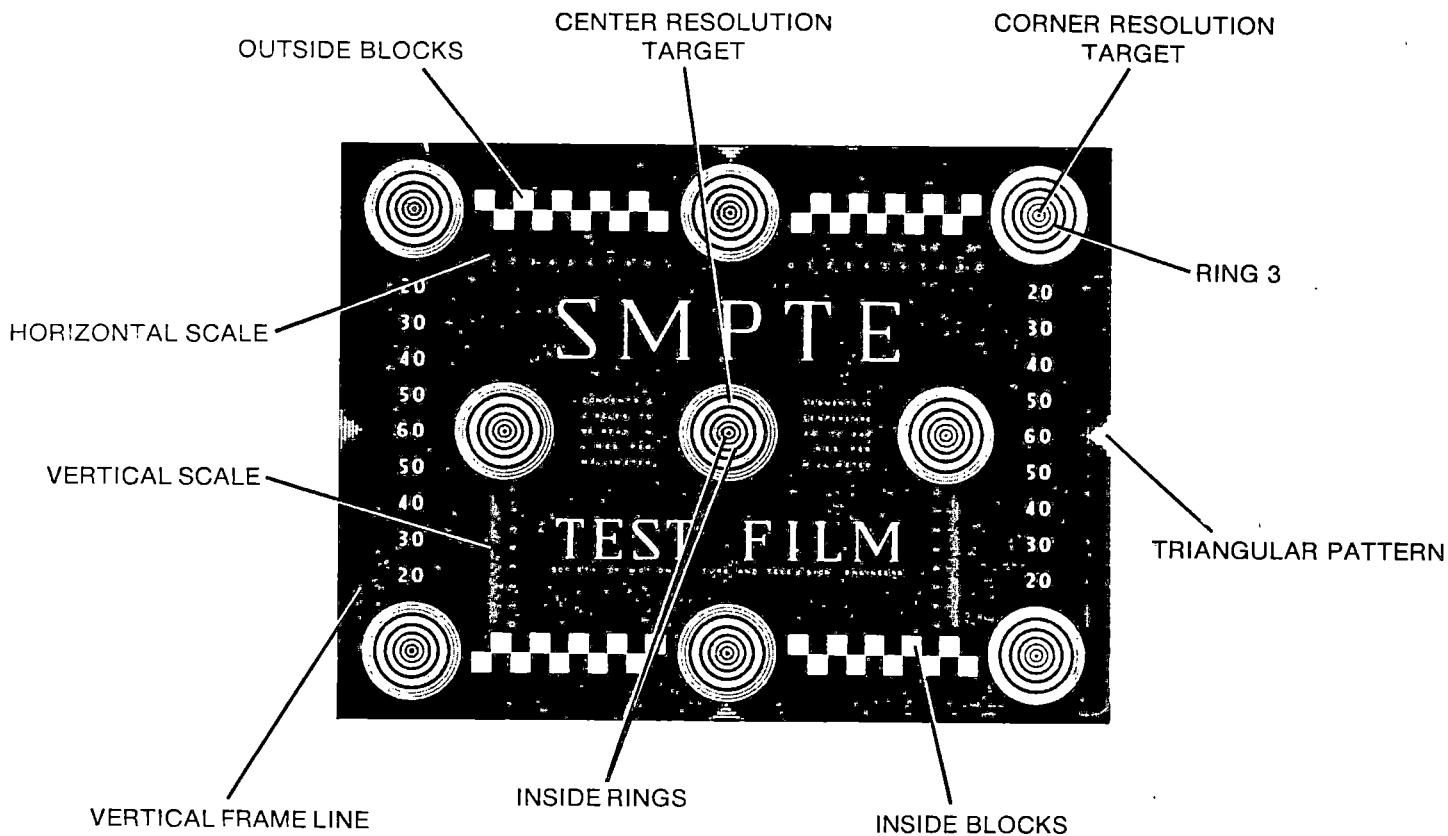 CENTER RESOLUTION
TARGET
CORNER RESOLUTION
TARGET
OUTSIDE BLOCKS
RING 3
HORIZONTAL SCALE
20
30
40
50
60
50
40
30
20
SMPTE
20
30
40
50
60
50
40
30
20
VERTICAL SCALE
TEST FILM
TRIANGULAR PATTERN
INSIDE RINGS
VERTICAL FRAME LINE
INSIDE BLOCKS